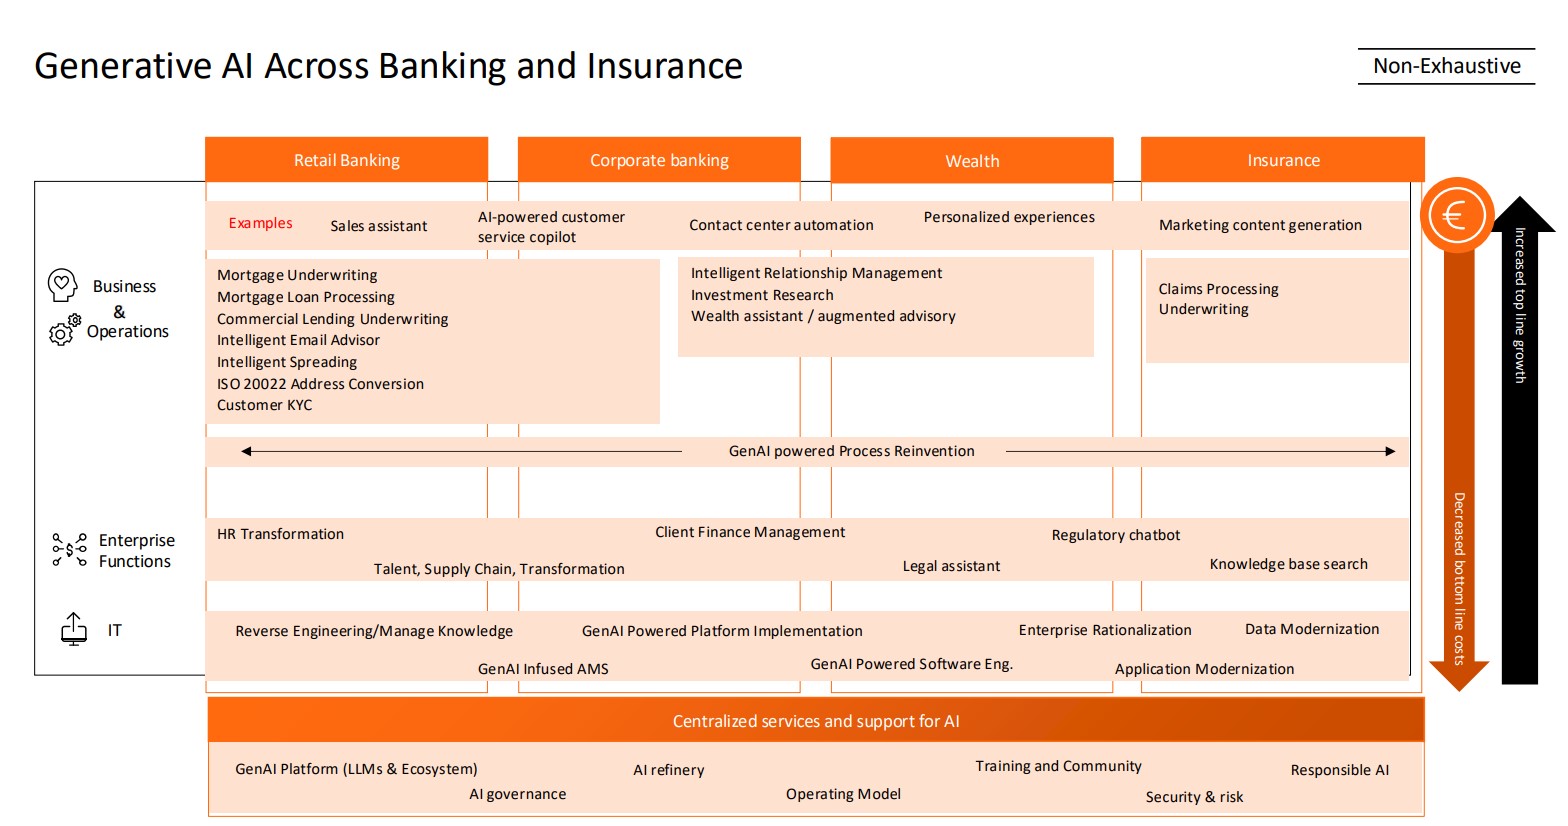 Generative AI Across Banking and Insurance
Non-Exhaustive
Retail Banking
Corporate banking
Wealth
Insurance
Examples
Sales assistant
AI-powered customer
service copilot
Contact center automation
Personalized experiences
Marketing content generation
Business
&
Operations
Mortgage Underwriting
Mortgage Loan Processing
Commercial Lending Underwriting
Intelligent Email Advisor
Intelligent Spreading
ISO 20022 Address Conversion
Customer KYC
Intelligent Relationship Management
Investment Research
Wealth assistant / augmented advisory
Claims Processing
Underwriting
GenAI powered Process Reinvention
Enterprise
Functions
HR Transformation
Client Finance Management
Regulatory chatbot
Talent, Supply Chain, Transformation
Legal assistant
Knowledge base search
IT
Reverse Engineering/Manage Knowledge
GenAI Powered Platform Implementation
Enterprise Rationalization
Data Modernization
GenAI Infused AMS
GenAI Powered Software Eng.
Application Modernization
Centralized services and support for AI
GenAI Platform (LLMs & Ecosystem)
AI refinery
Training and Community
Responsible AI
AI governance
Operating Model
Security & risk
€
Decreased bottom line costs
Increased top line growth